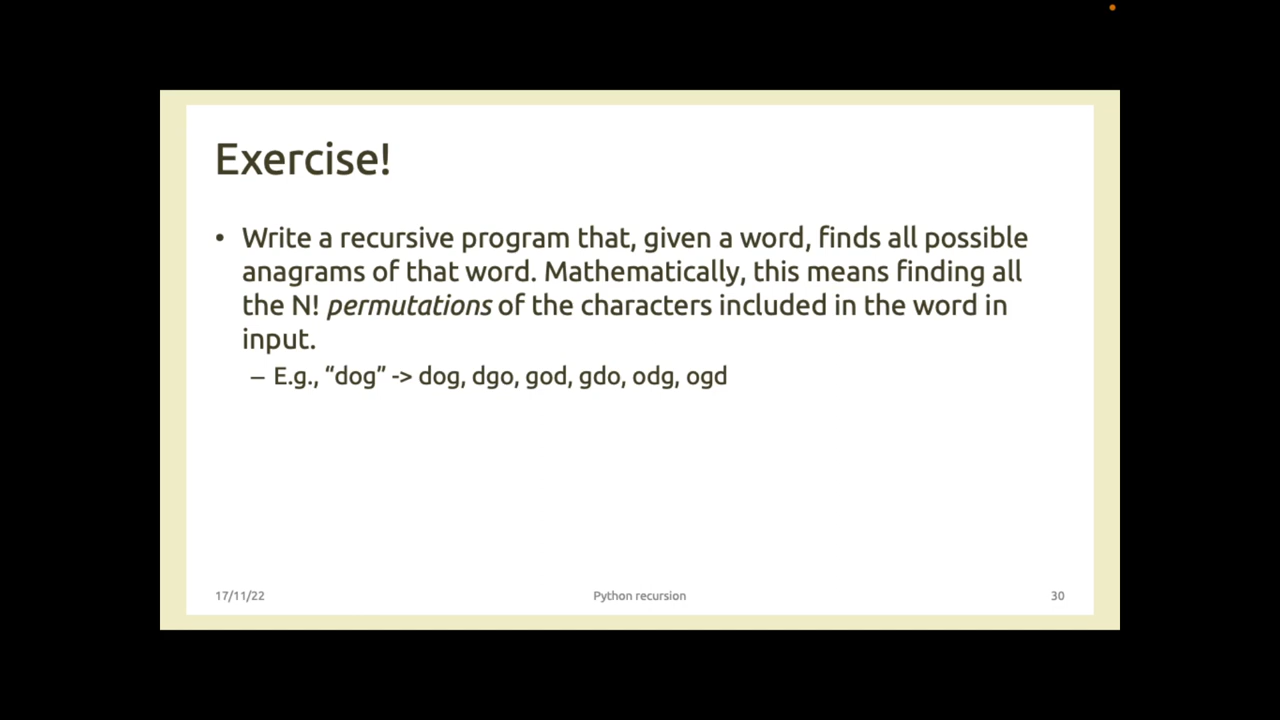 Exercise!
• Write a recursive program that, given a word, finds all possible
anagrams of that word. Mathematically, this means finding all
the N! permutations of the characters included in the word in
input.
– E.g., “dog” -> dog, dgo, god, gdo, odg, ogd
17/11/22
Python recursion
30